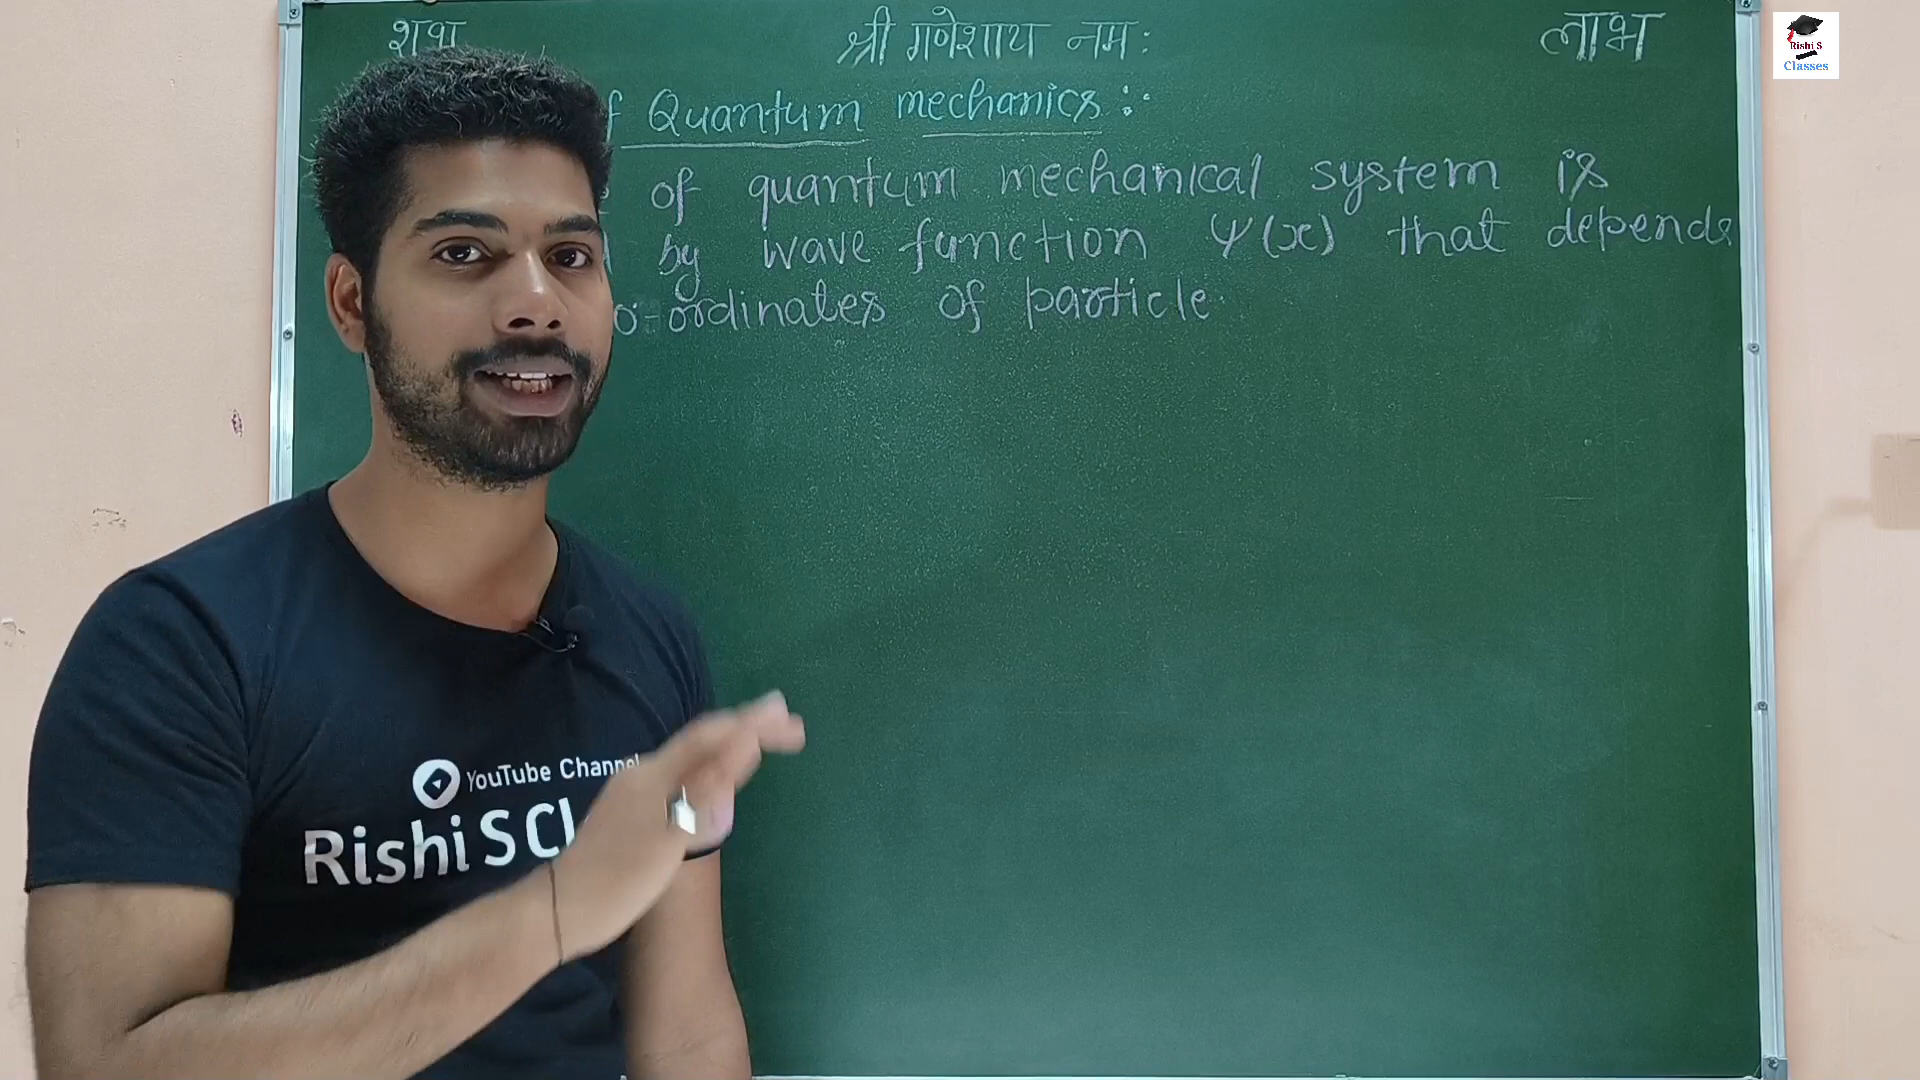 शुभ
श्री गणेशाय नमः
लाभ
Rishi S
Classes
of Quantum mechanics :-
of quantum mechanical system is
by wave function Ψ(x) that depends
o-ordinates of particle.
YouTube Channel
Rishi S Cl